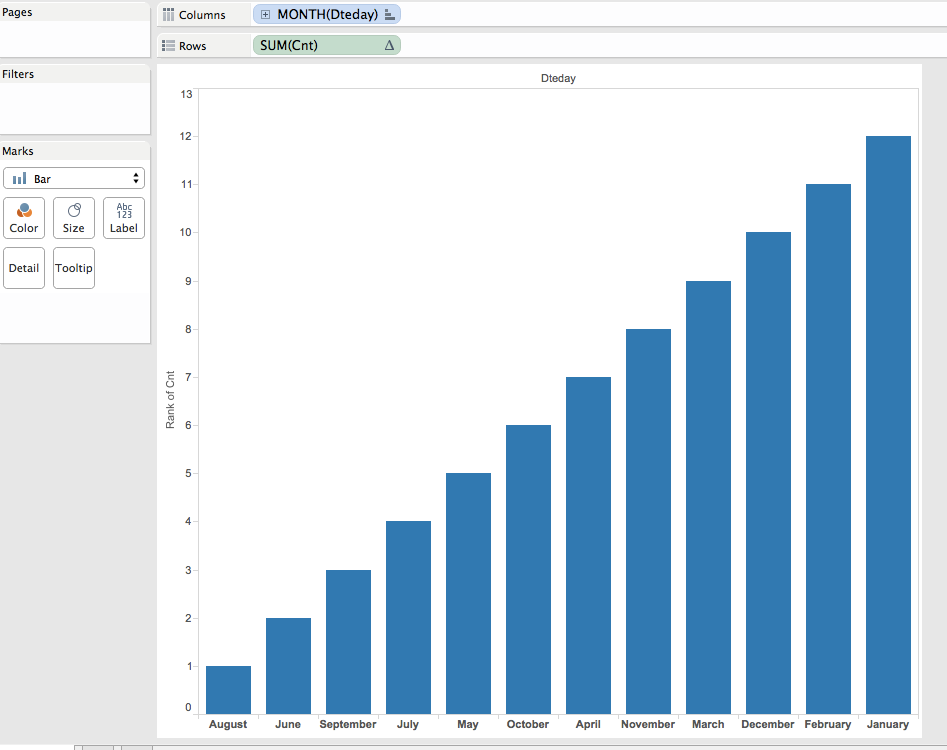 Pages
Columns
MONTH(Dteday)
Rows
SUM(Cnt) Δ
Filters
Marks
Bar
Color
Size
Abc
123
Label
Detail
Tooltip
Dteday
13
12
11
10
9
8
7
6
5
4
3
2
1
0
Rank of Cnt
August June September July May October April November March December February January